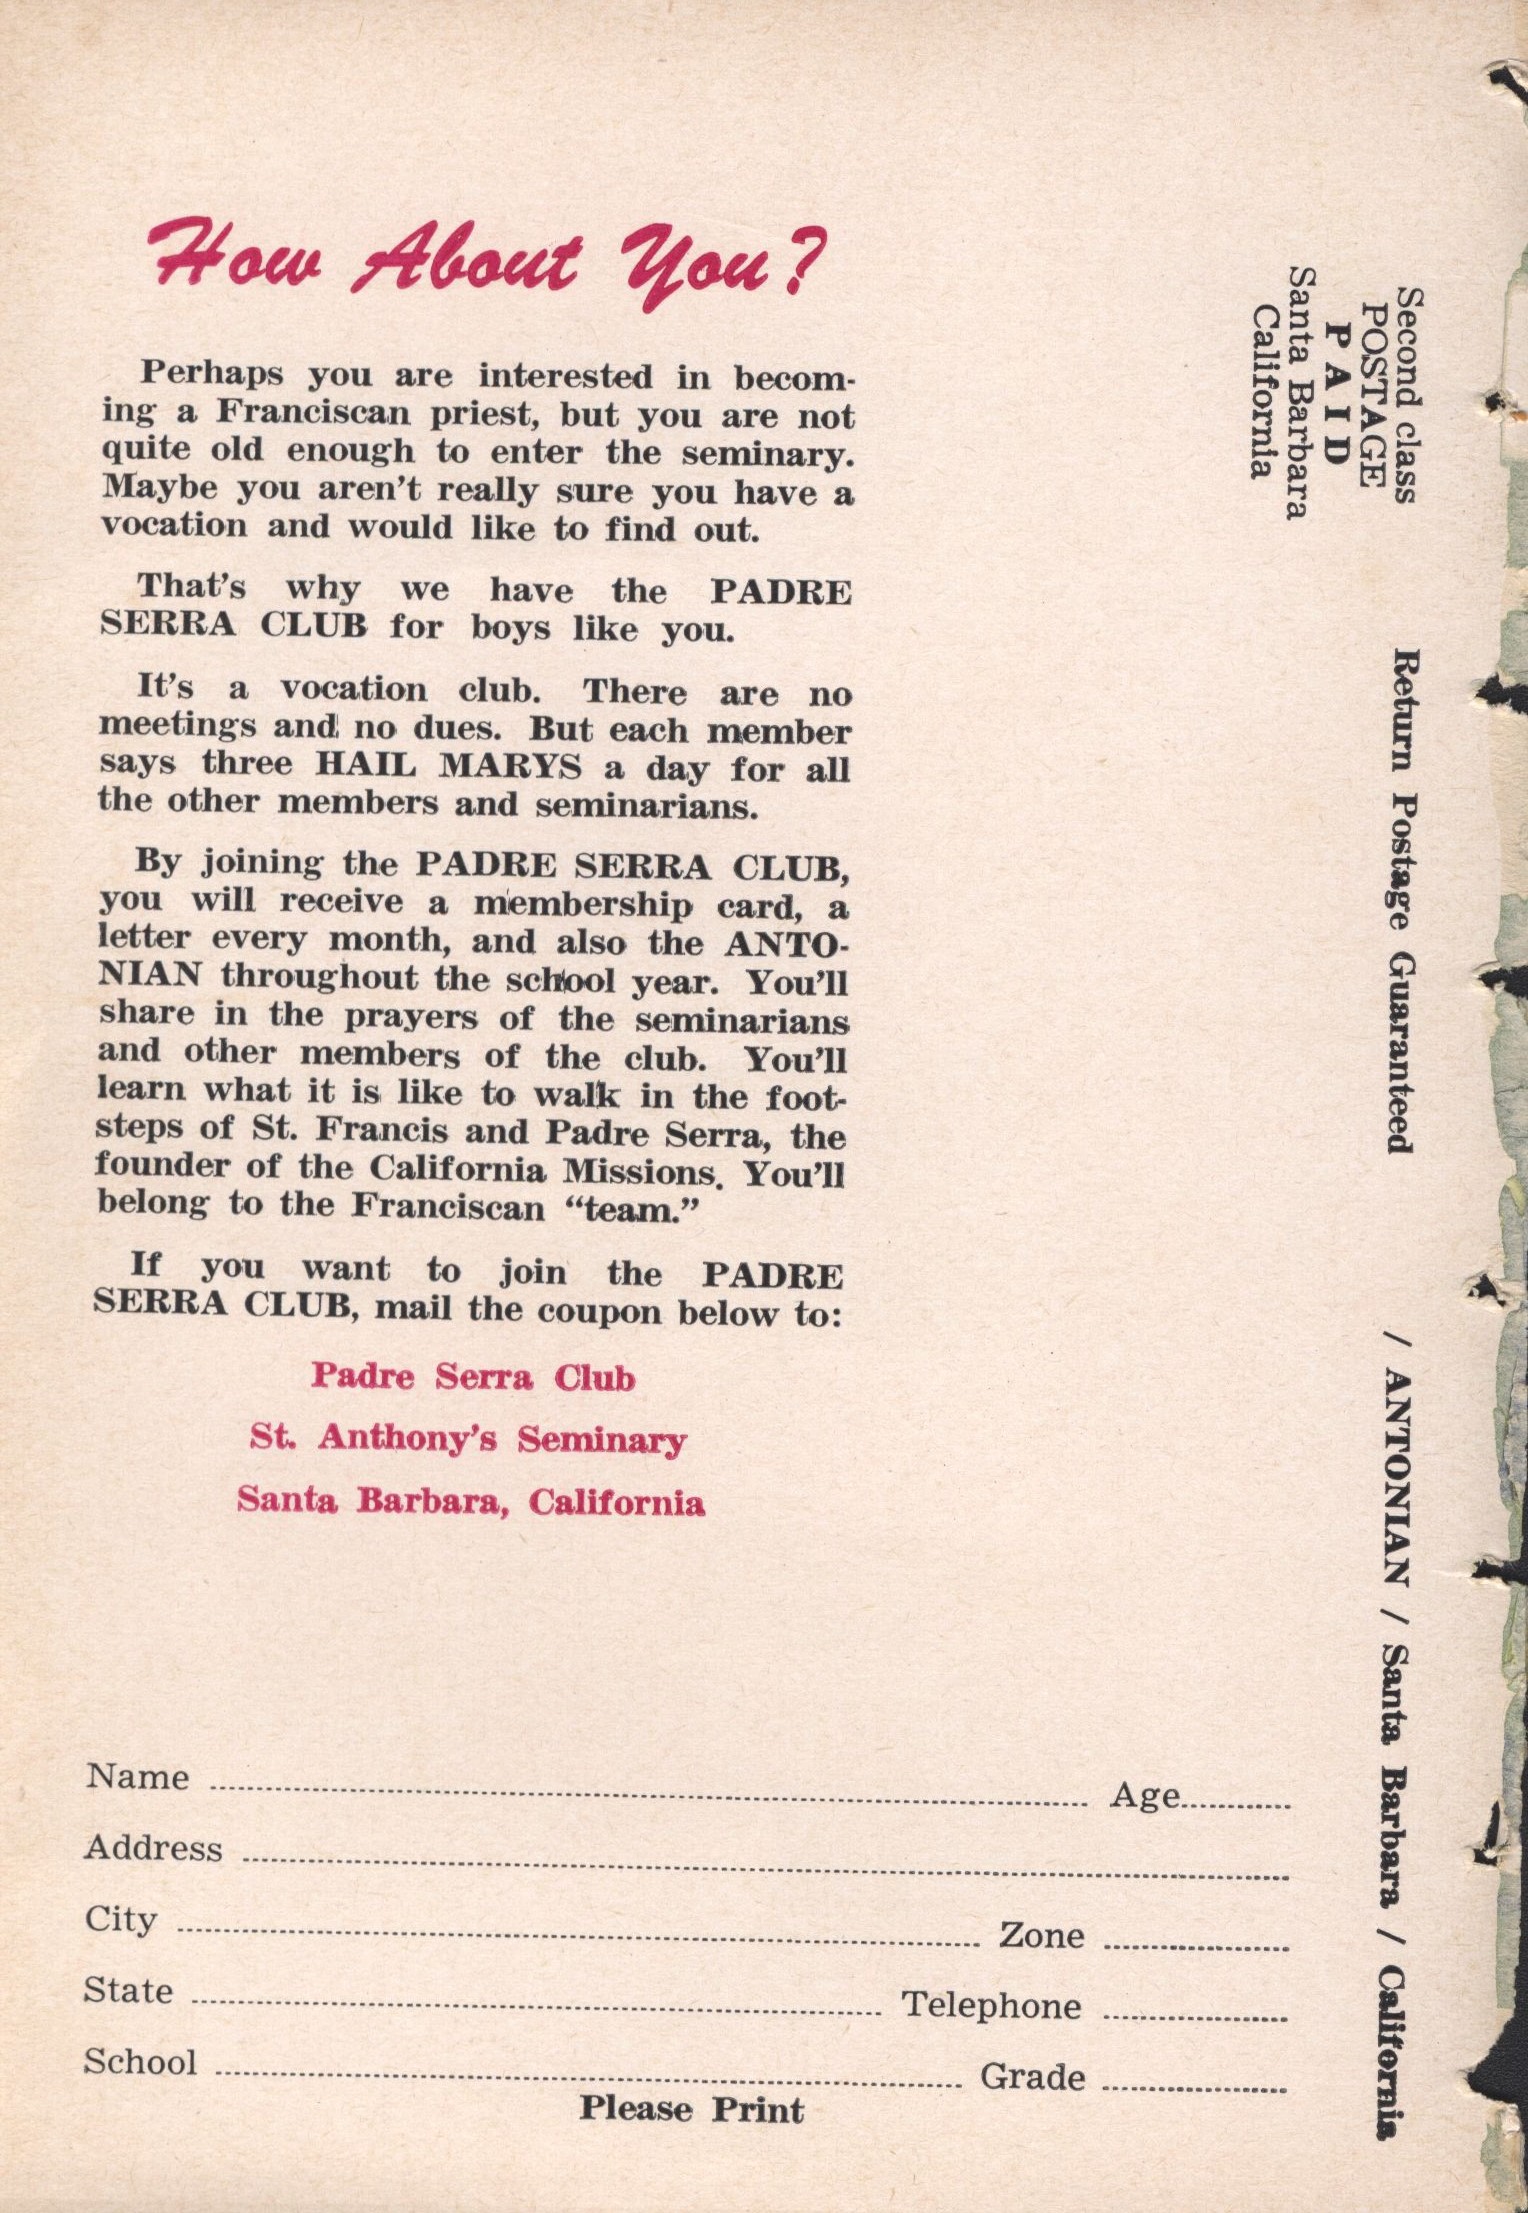 How About You?
Perhaps you are interested in becom-
ing a Franciscan priest, but you are not
quite old enough to enter the seminary.
Maybe you aren't really sure you have a
vocation and would like to find out.
That's why we have the PADRE
SERRA CLUB for boys like you.
It's a vocation club. There are no
meetings and no dues. But each member
says three HAIL MARYS a day for all
the other members and seminarians.
By joining the PADRE SERRA CLUB,
you will receive a membership card, a
letter every month, and also the ANTO-
NIAN throughout the school year. You'll
share in the prayers of the seminarians
and other members of the club. You'll
learn what it is like to walk in the foot-
steps of St. Francis and Padre Serra, the
founder of the California Missions. You'll
belong to the Franciscan “team.”
If you want to join the PADRE
SERRA CLUB, mail the coupon below to:
Padre Serra Club
St. Anthony's Seminary
Santa Barbara, California
Name ........ Age........
Address ........
City ........ Zone ........
State ........ Telephone ........
School ........ Grade ........
Please Print
Second class
POSTAGE
PAID
Santa Barbara
California
Return Postage Guaranteed / ANTONIAN / Santa Barbara / California